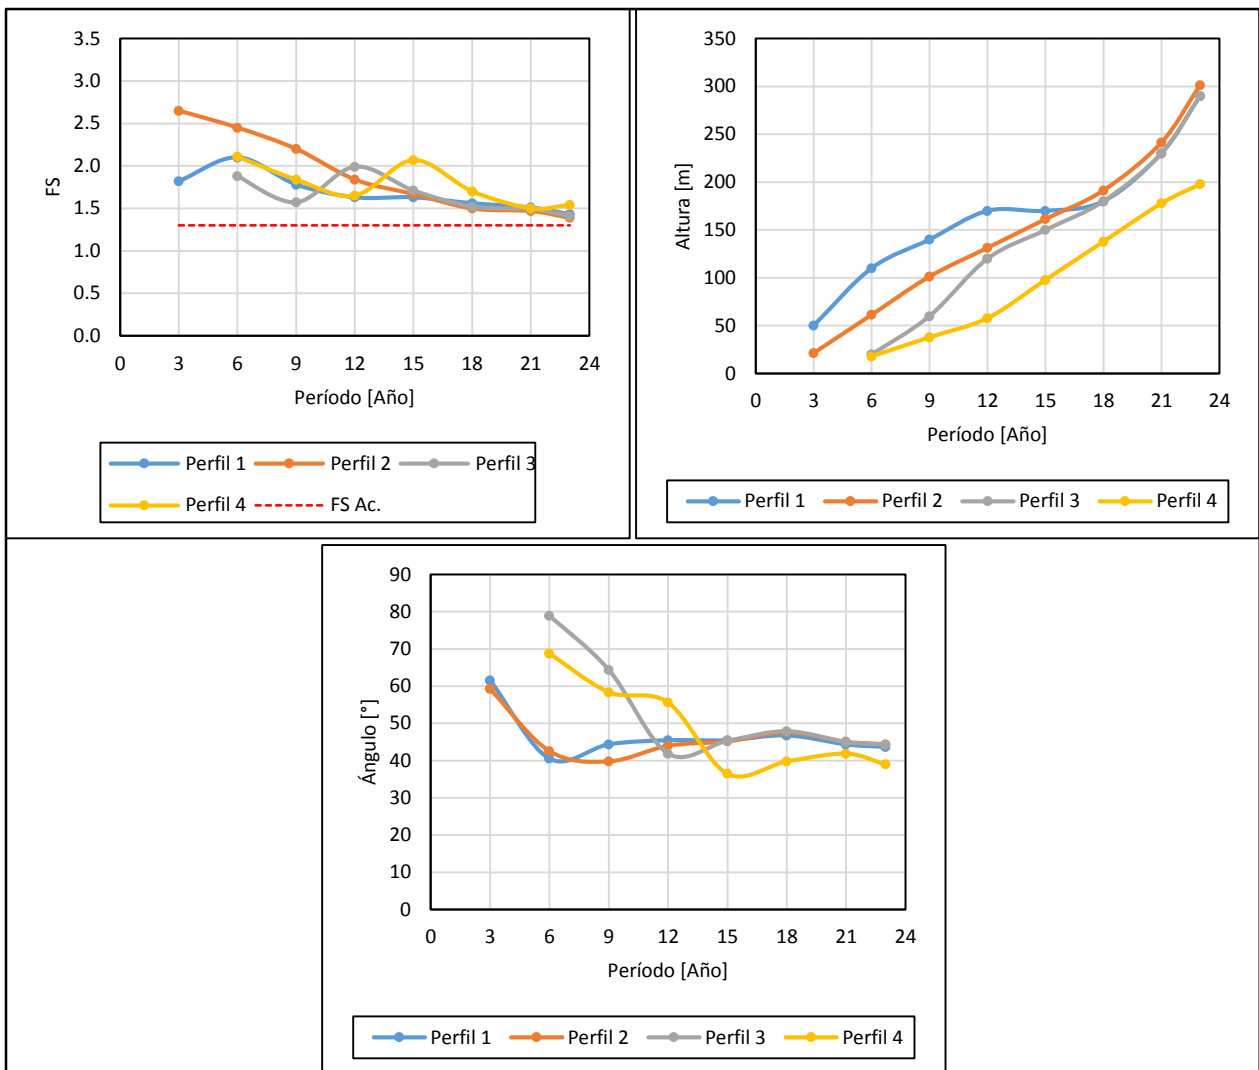 3.5
3.0
2.5
2.0
1.5
1.0
0.5
0.0
FS
0 3 6 9 12 15 18 21 24
Período [Año]
Perfil 1 Perfil 2 Perfil 3
Perfil 4 FS Ac.
350
300
250
200
150
100
50
0
Altura [m]
0 3 6 9 12 15 18 21 24
Período [Año]
Perfil 1 Perfil 2 Perfil 3 Perfil 4
90
80
70
60
50
40
30
20
10
0
Ángulo [°]
0 3 6 9 12 15 18 21 24
Período [Año]
Perfil 1 Perfil 2 Perfil 3 Perfil 4